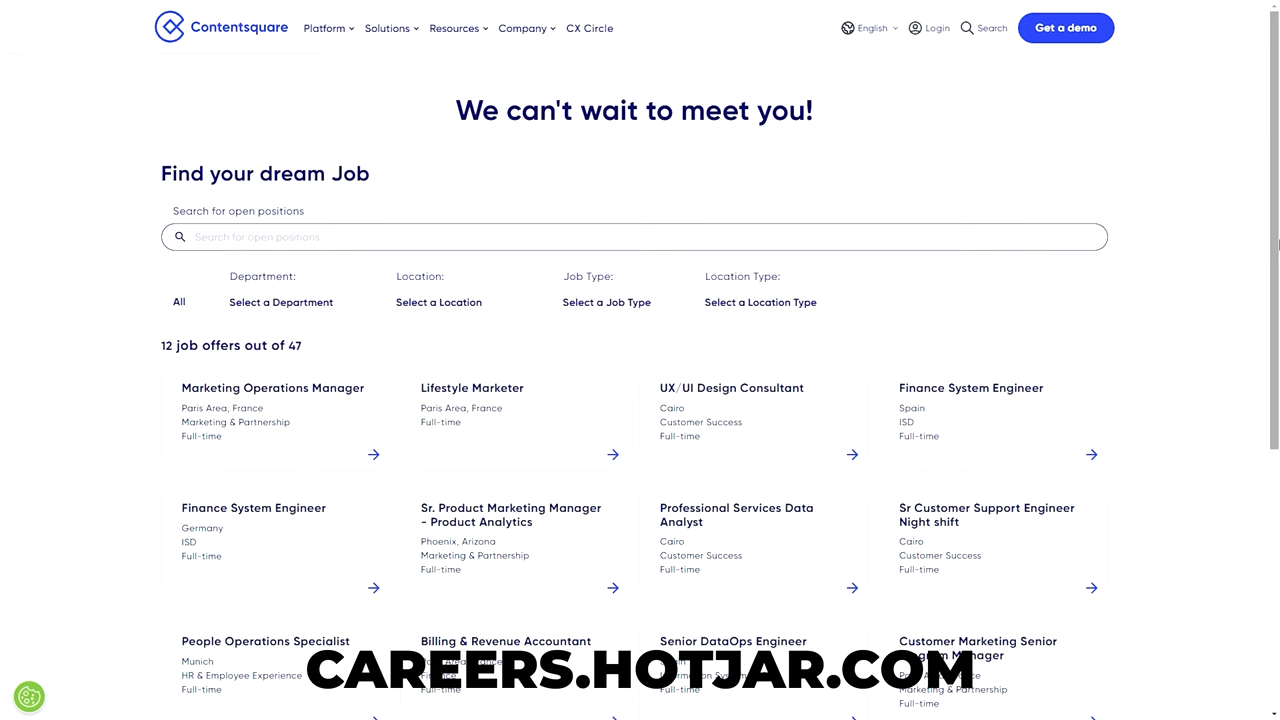 Contentsquare
Platform Solutions Resources Company CX Circle
English Login Search Get a demo
We can't wait to meet you!
Find your dream Job
Search for open positions
Search for open positions
Department: Location: Job Type: Location Type:
All Select a Department Select a Location Select a Job Type Select a Location Type
12 job offers out of 47
Marketing Operations Manager
Paris Area, France
Marketing & Partnership
Full-time
Lifestyle Marketer
Paris Area, France
Full-time
UX/UI Design Consultant
Cairo
Customer Success
Full-time
Finance System Engineer
Spain
ISD
Full-time
Finance System Engineer
Germany
ISD
Full-time
Sr. Product Marketing Manager
- Product Analytics
Phoenix, Arizona
Marketing & Partnership
Full-time
Professional Services Data
Analyst
Cairo
Customer Success
Full-time
Sr Customer Support Engineer
Night shift
Cairo
Customer Success
Full-time
People Operations Specialist
Munich
HR & Employee Experience
Full-time
Billing & Revenue Accountant
Full-time
Senior DataOps Engineer
Full-time
Customer Marketing Senior
Manager
Marketing & Partnership
Full-time
CAREERS.HOTJAR.COM